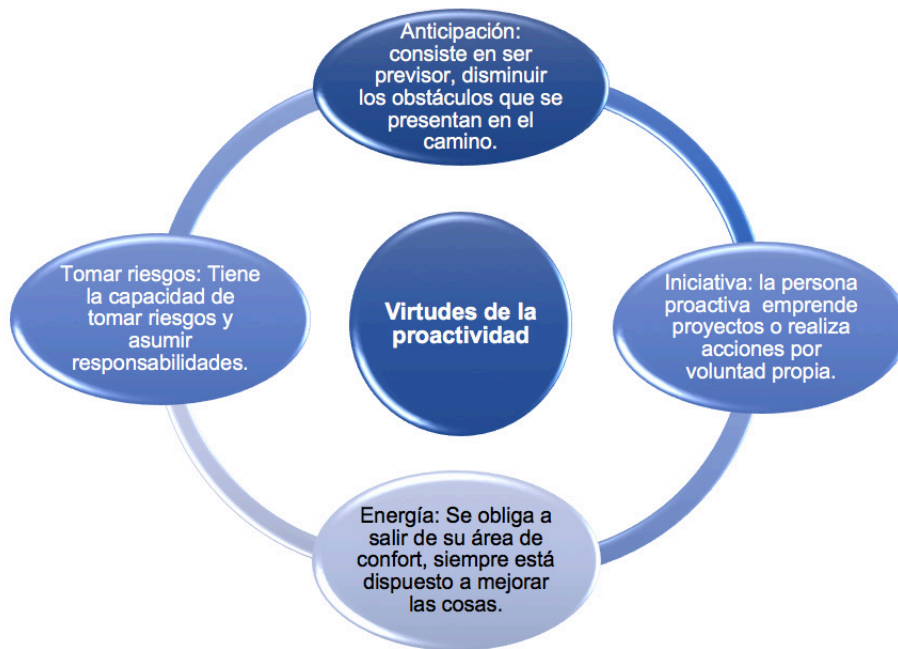 Anticipación:
consiste en ser
previsor, disminuir
los obstáculos que se
presentan en el
camino.
Tomar riesgos: Tiene
la capacidad de
tomar riesgos y
asumir
responsabilidades.
Virtudes de la
proactividad
Iniciativa: la persona
proactiva emprende
proyectos o realiza
acciones por
voluntad propia.
Energía: Se obliga a
salir de su área de
confort, siempre está
dispuesto a mejorar
las cosas.